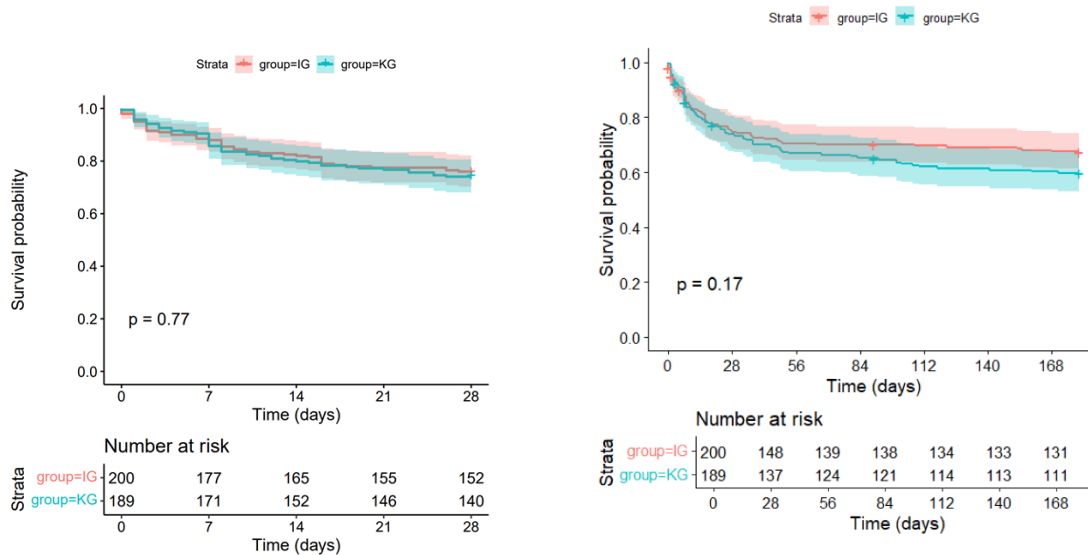 Strata group=IG group=KG
Survival probability
1.0
0.8
0.6
0.4
0.2
0.0
p = 0.77
0 7 14 21 28
Time (days)
Number at risk
Strata
group=IG 200 177 165 155 152
group=KG 189 171 152 146 140
0 7 14 21 28
Time (days)
Strata group=IG group=KG
Survival probability
1.0
0.8
0.6
0.4
0.2
0.0
p = 0.17
0 28 56 84 112 140 168
Time (days)
Number at risk
Strata
group=IG 200 148 139 138 134 133 131
group=KG 189 137 124 121 114 113 111
0 28 56 84 112 140 168
Time (days)